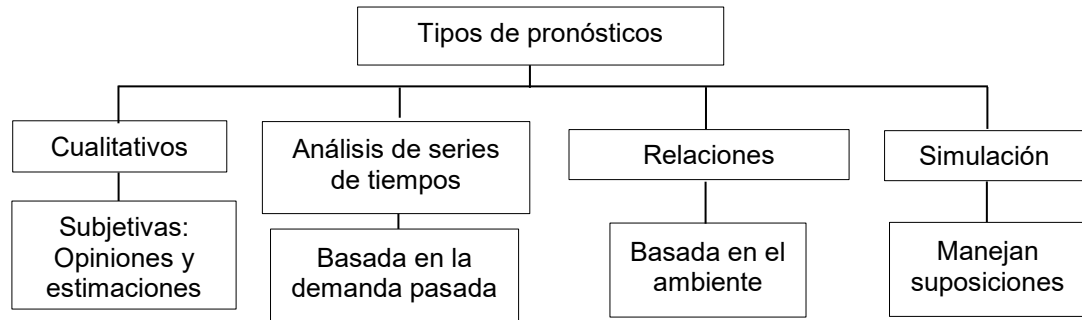 Tipos de pronósticos
Cualitativos
Análisis de series
de tiempos
Relaciones
Simulación
Subjetivas:
Opiniones y
estimaciones
Basada en la
demanda pasada
Basada en el
ambiente
Manejan
suposiciones